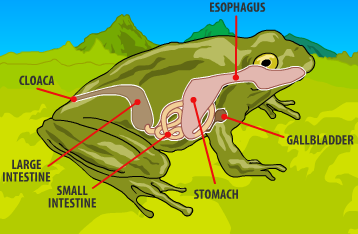 ESOPHAGUS
CLOACA
GALLBLADDER
LARGE
INTESTINE
SMALL
INTESTINE
STOMACH